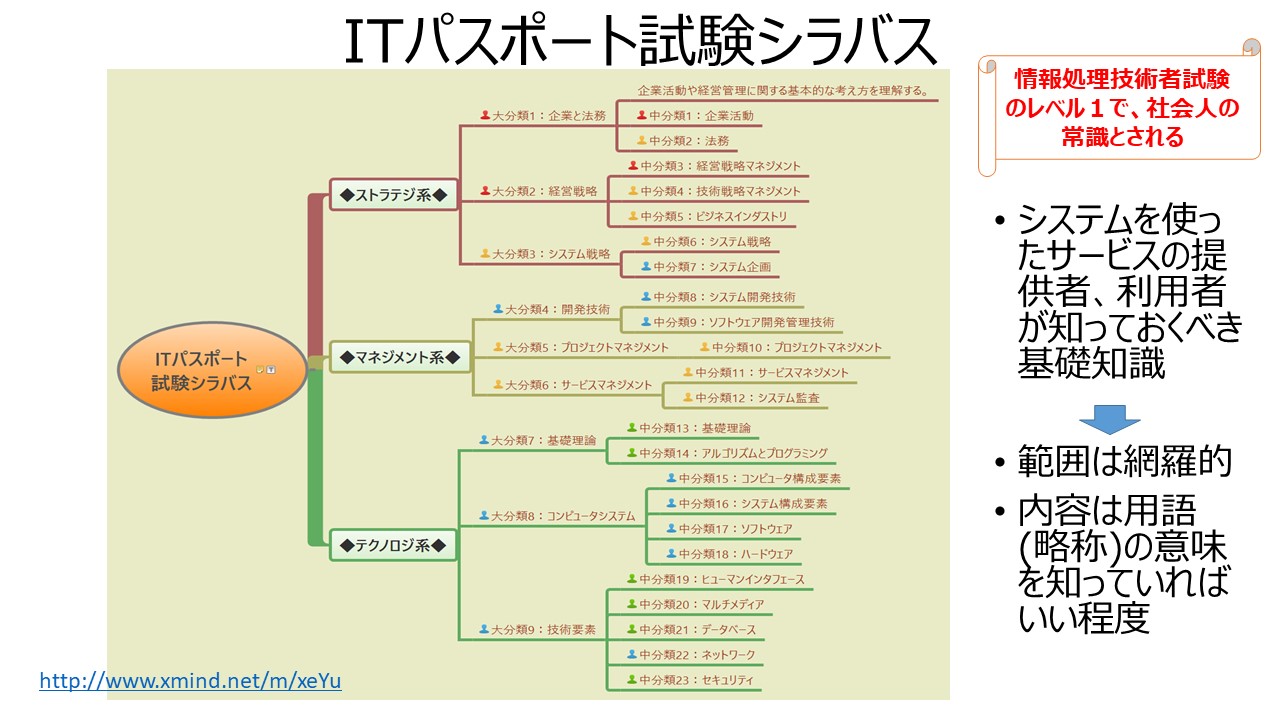 ITパスポート試験シラバス
情報処理技術者試験
のレベル１で、社会人の
常識とされる
企業活動や経営管理に関する基本的な考え方を理解する。
大分類1：企業と法務
中分類1：企業活動
中分類2：法務
◆ストラテジ系◆
大分類2：経営戦略
中分類3：経営戦略マネジメント
中分類4：技術戦略マネジメント
中分類5：ビジネスインダストリ
大分類3：システム戦略
中分類6：システム戦略
中分類7：システム企画
ITパスポート
試験シラバス
◆マネジメント系◆
大分類4：開発技術
中分類8：システム開発技術
中分類9：ソフトウェア開発管理技術
大分類5：プロジェクトマネジメント
中分類10：プロジェクトマネジメント
大分類6：サービスマネジメント
中分類11：サービスマネジメント
中分類12：システム監査
◆テクノロジ系◆
大分類7：基礎理論
中分類13：基礎理論
中分類14：アルゴリズムとプログラミング
大分類8：コンピュータシステム
中分類15：コンピュータ構成要素
中分類16：システム構成要素
中分類17：ソフトウェア
中分類18：ハードウェア
大分類9：技術要素
中分類19：ヒューマンインタフェース
中分類20：マルチメディア
中分類21：データベース
中分類22：ネットワーク
中分類23：セキュリティ
• システムを使っ
たサービスの提
供者、利用者
が知っておくべき
基礎知識
• 範囲は網羅的
• 内容は用語
(略称)の意味
を知っていれば
いい程度
http://www.xmind.net/m/xeYu